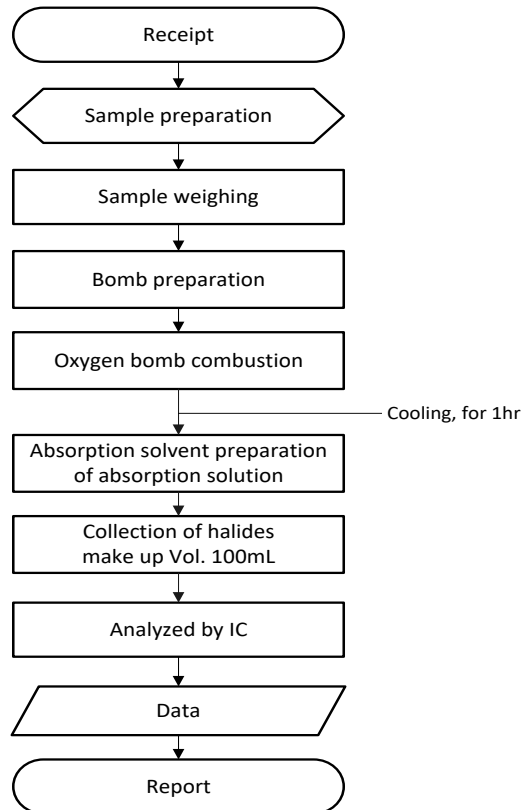 Receipt
Sample preparation
Sample weighing
Bomb preparation
Oxygen bomb combustion
Cooling, for 1hr
Absorption solvent preparation
of absorption solution
Collection of halides
make up Vol. 100mL
Analyzed by IC
Data
Report